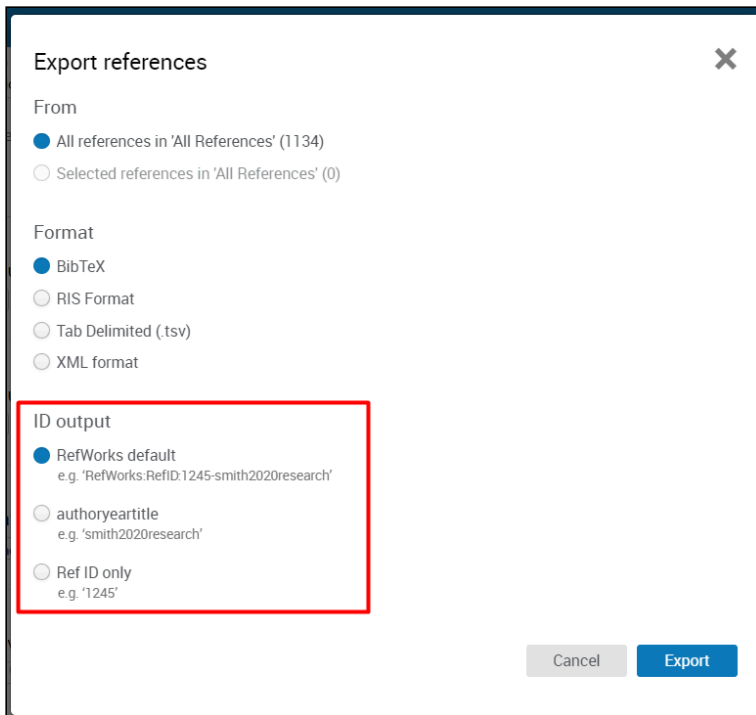 Export references
From
All references in 'All References' (1134)
Selected references in 'All References' (0)
Format
BibTeX
RIS Format
Tab Delimited (.tsv)
XML format
ID output
RefWorks default
e.g. 'RefWorks:RefID:1245-smith2020research'
authoryeartitle
e.g. 'smith2020research'
Ref ID only
e.g. '1245'
Cancel
Export